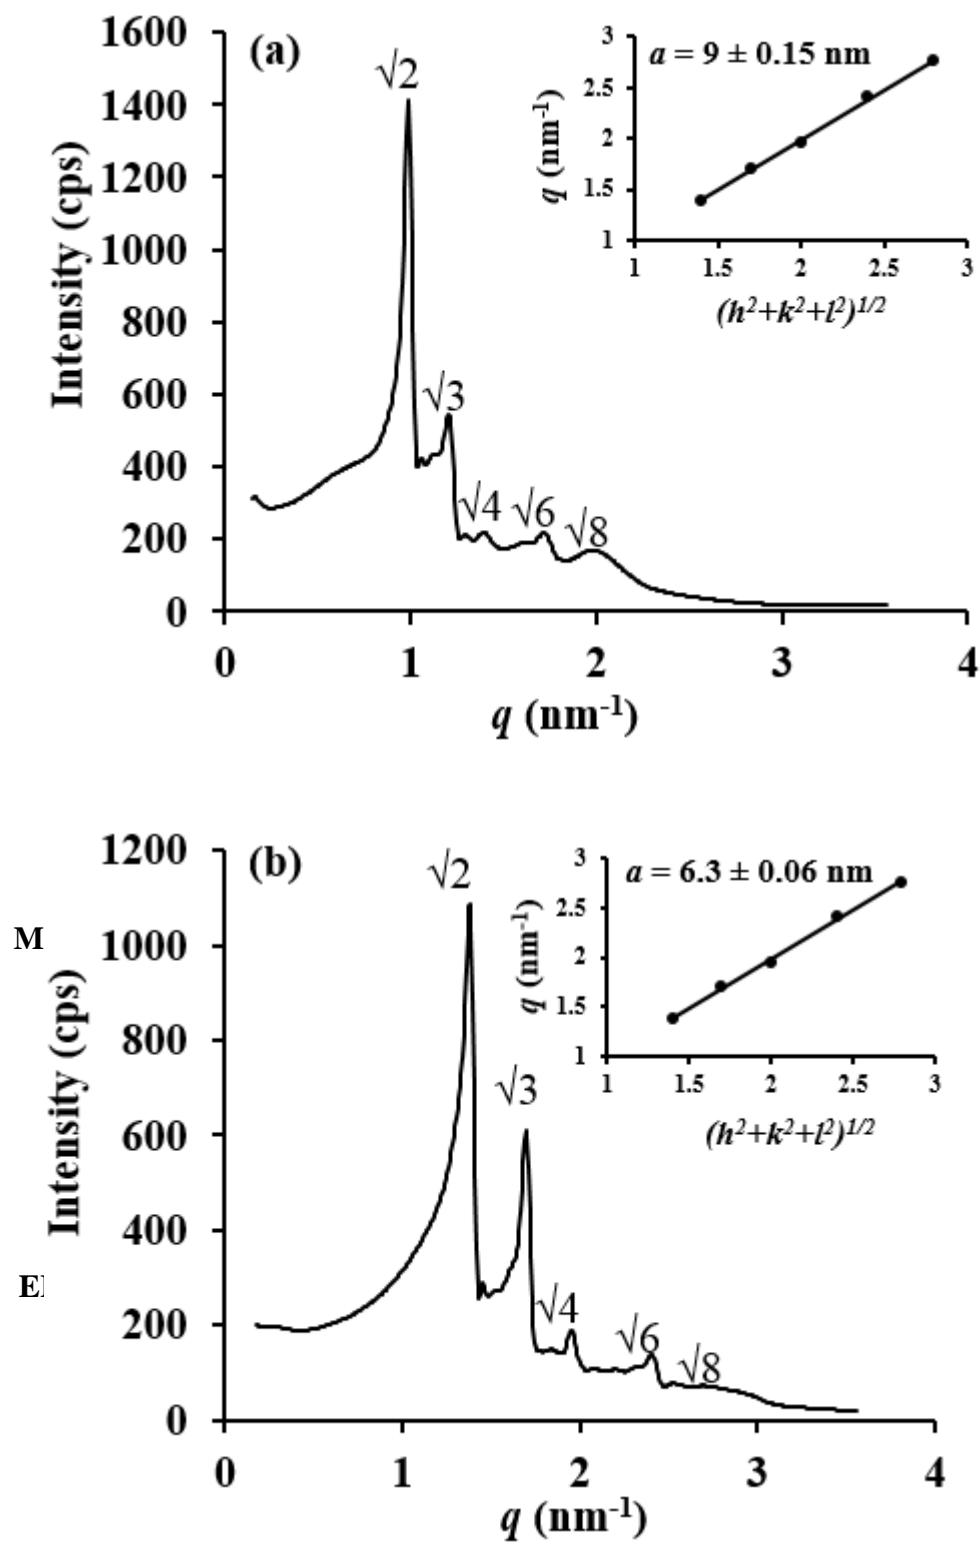 1600
1400
1200
1000
800
600
400
200
0
Intensity (cps)
(a)
√2
√3
√4
√6
√8
0 1 2 3 4
q (nm-1)
3
2.5
2
1.5
1
q (nm-1)
a = 9 ± 0.15 nm
1 1.5 2 2.5 3
(h2+k2+l2)1/2
1200
1000
800
600
400
200
0
Intensity (cps)
M
(b)
√2
√3
√4
√6
√8
0 1 2 3 4
q (nm-1)
3
2.5
2
1.5
1
q (nm-1)
a = 6.3 ± 0.06 nm
1 1.5 2 2.5 3
(h2+k2+l2)1/2